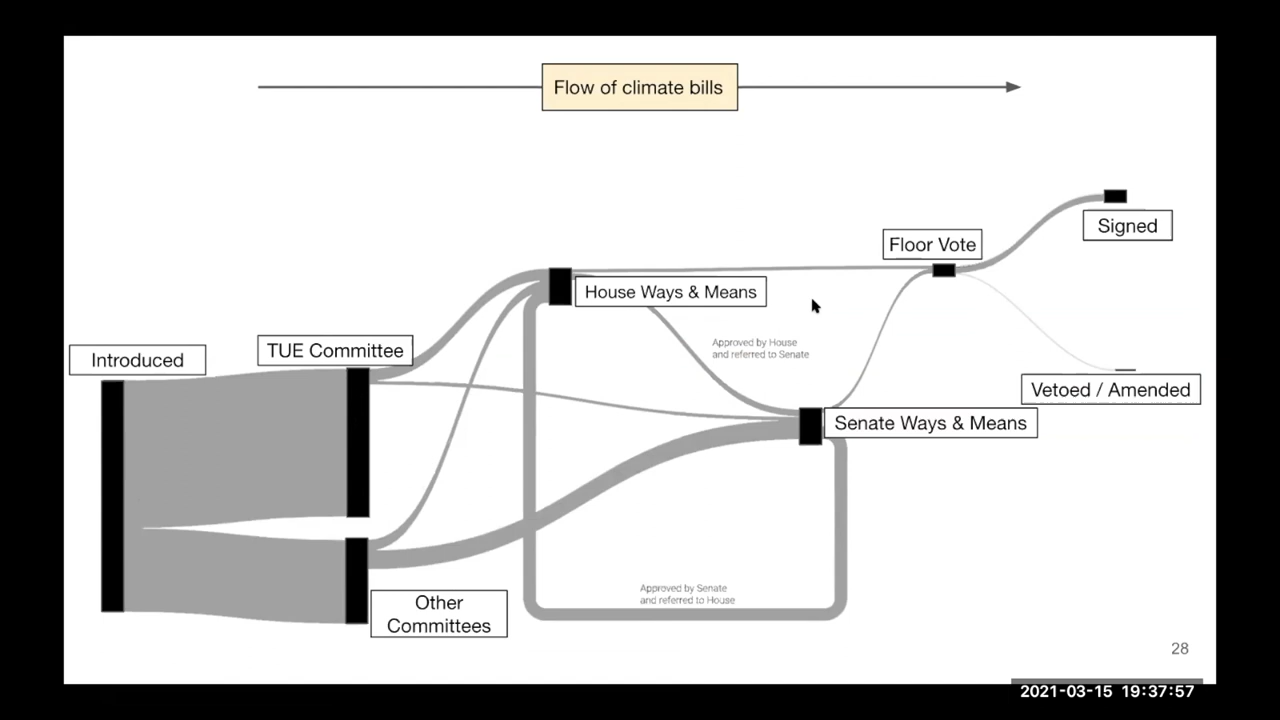 Flow of climate bills
Signed
Floor Vote
House Ways & Means
Approved by House
and referred to Senate
TUE Committee
Introduced
Vetoed / Amended
Senate Ways & Means
Approved by Senate
and referred to House
Other
Committees
28
2021-03-15 19:37:57